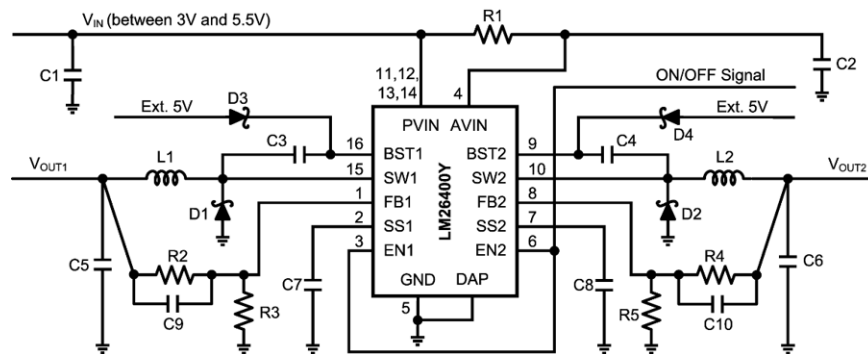 VIN (between 3V and 5.5V)
R1
C1
C2
11,12,
13,14
4
ON/OFF Signal
D3
Ext. 5V
PVIN AVIN
Ext. 5V
D4
C3
C4
16
BST1
BST2
9
VOUT1
L1
15
SW1
SW2
10
L2
VOUT2
LM26400Y
1
FB1
FB2
8
D1
D2
2
SS1
SS2
7
3
EN1
EN2
6
C5
R2
C7
GND
DAP
C8
R4
C6
5
C9
R3
R5
C10